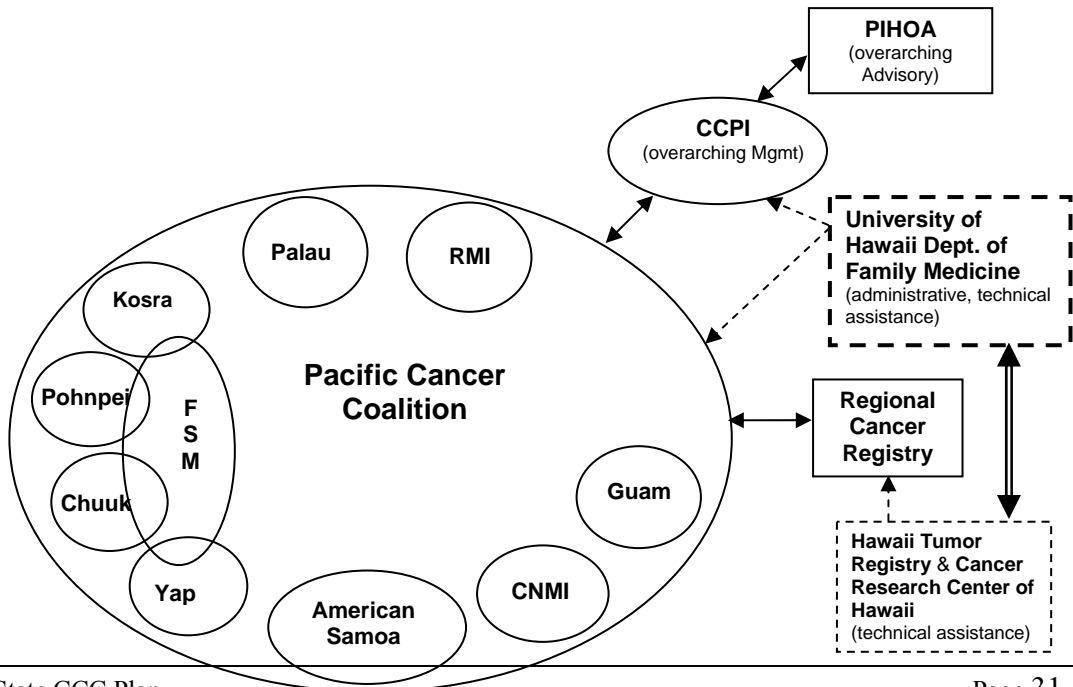 PIHOA
(overarching
Advisory)
CCPI
(overarching Mgmt)
University of
Hawaii Dept. of
Family Medicine
(administrative, technical
assistance)
Palau
RMI
Kosra
Pohnpei
F
S
M
Chuuk
Yap
Pacific Cancer
Coalition
Regional
Cancer
Registry
Guam
CNMI
American
Samoa
Hawaii Tumor
Registry & Cancer
Research Center of
Hawaii
(technical assistance)
State CCC Plan
Page 31